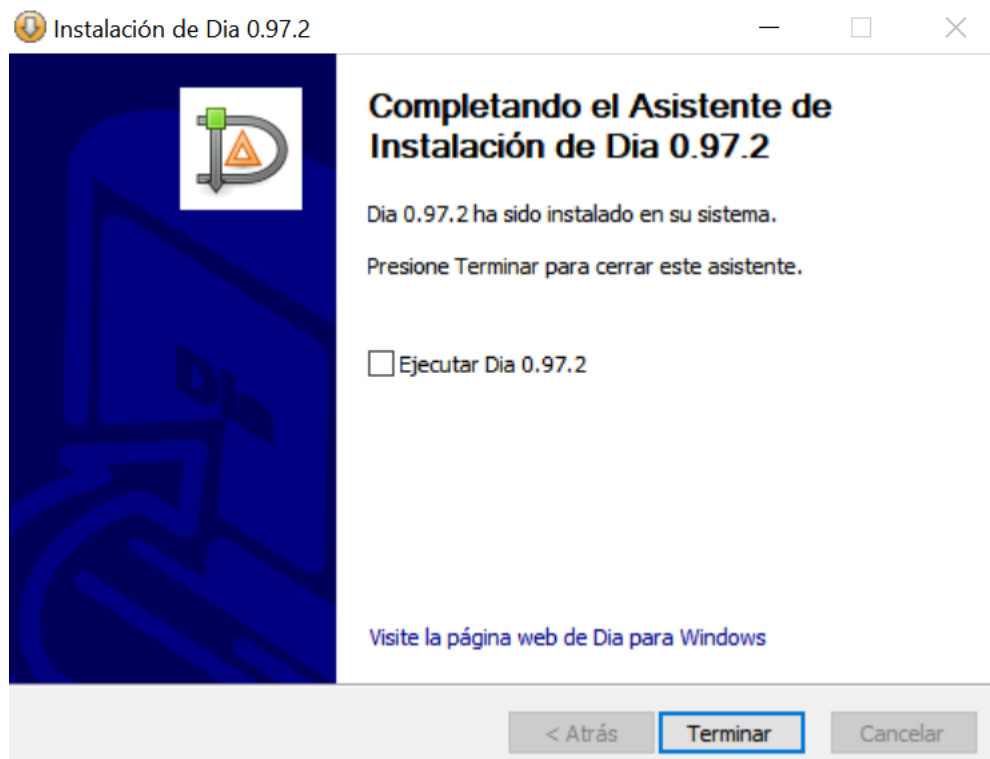 Instalación de Dia 0.97.2
Completando el Asistente de
Instalación de Dia 0.97.2
Dia 0.97.2 ha sido instalado en su sistema.
Presione Terminar para cerrar este asistente.
Ejecutar Dia 0.97.2
Dia
Visite la página web de Dia para Windows
< Atrás
Terminar
Cancelar